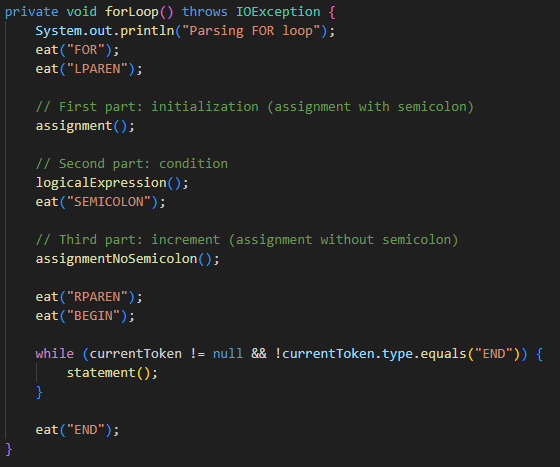 private void forLoop() throws IOException {
    System.out.println("Parsing FOR loop");
    eat("FOR");
    eat("LPAREN");

    // First part: initialization (assignment with semicolon)
    assignment();

    // Second part: condition
    logicalExpression();
    eat("SEMICOLON");

    // Third part: increment (assignment without semicolon)
    assignmentNoSemicolon();

    eat("RPAREN");
    eat("BEGIN");

    while (currentToken != null && !currentToken.type.equals("END")) {
        statement();
    }

    eat("END");
}